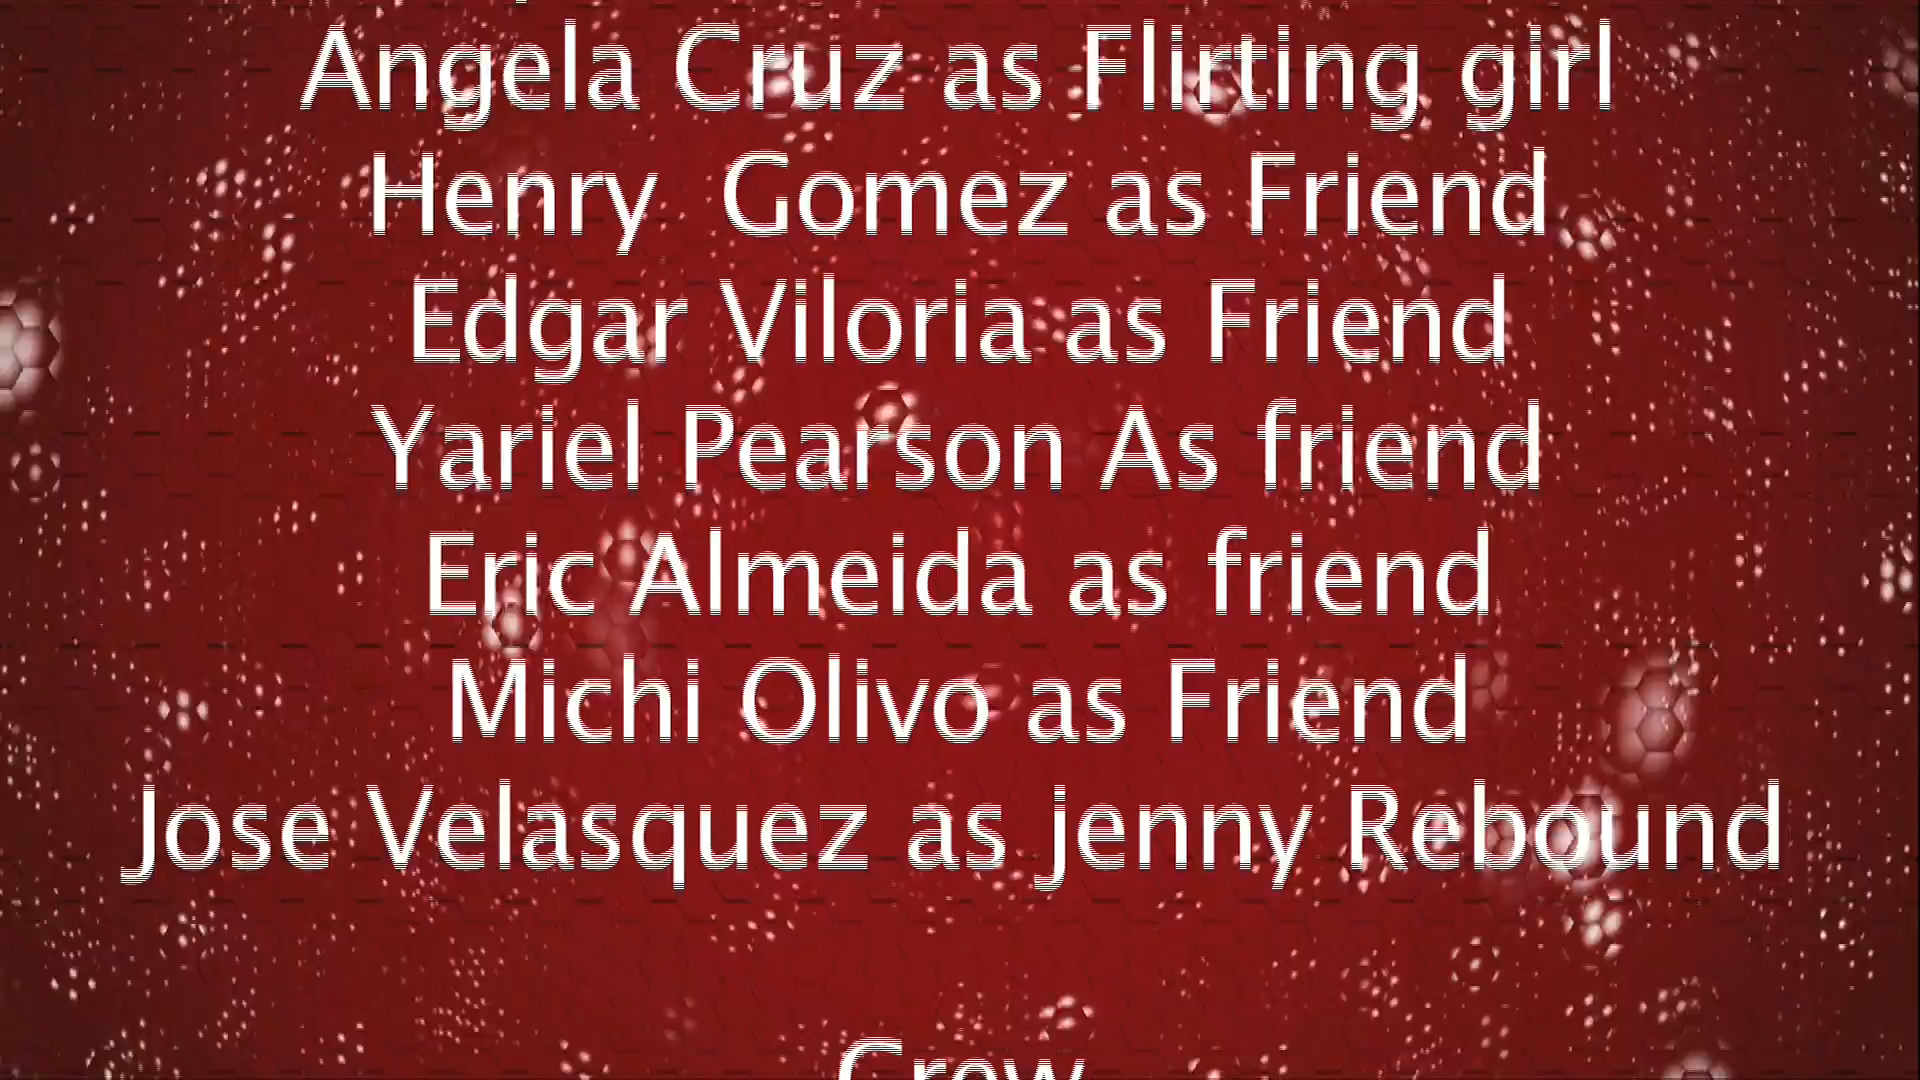 Angela Cruz as Flirting girl
Henry  Gomez as Friend
Edgar Viloria as Friend
Yariel Pearson As friend
Eric Almeida as friend
Michi Olivo as Friend
Jose Velasquez as jenny Rebound
Crew